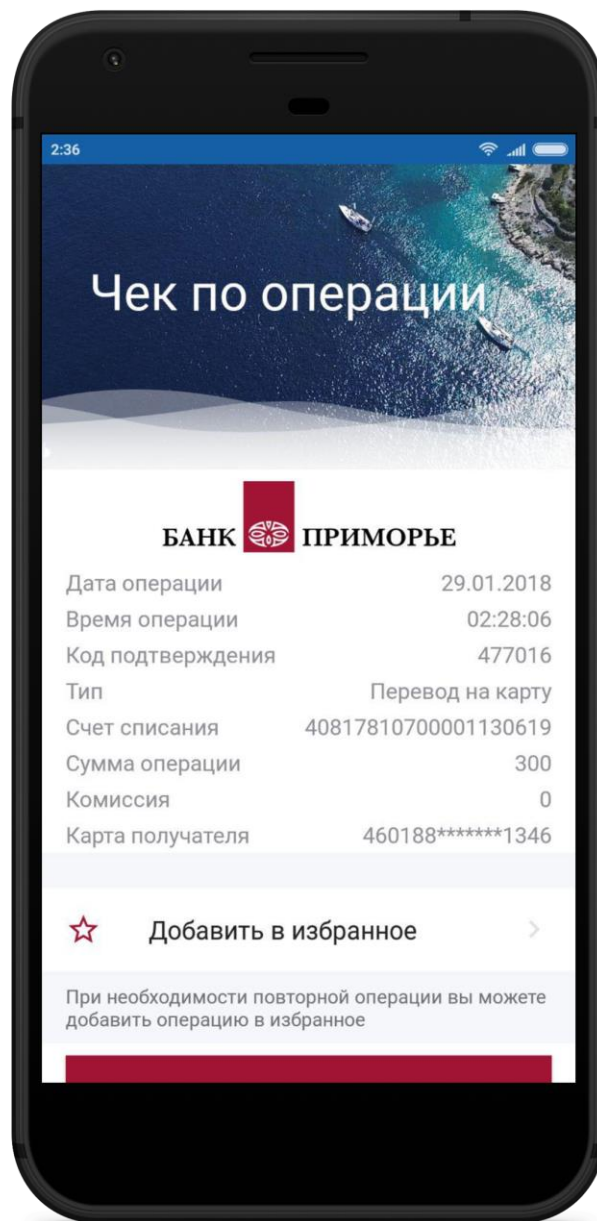 2:36
Чек по операции
БАНК ПРИМОРЬЕ
Дата операции 29.01.2018
Время операции 02:28:06
Код подтверждения 477016
Тип Перевод на карту
Счет списания 40817810700001130619
Сумма операции 300
Комиссия 0
Карта получателя 460188*******1346
Добавить в избранное
При необходимости повторной операции вы можете
добавить операцию в избранное